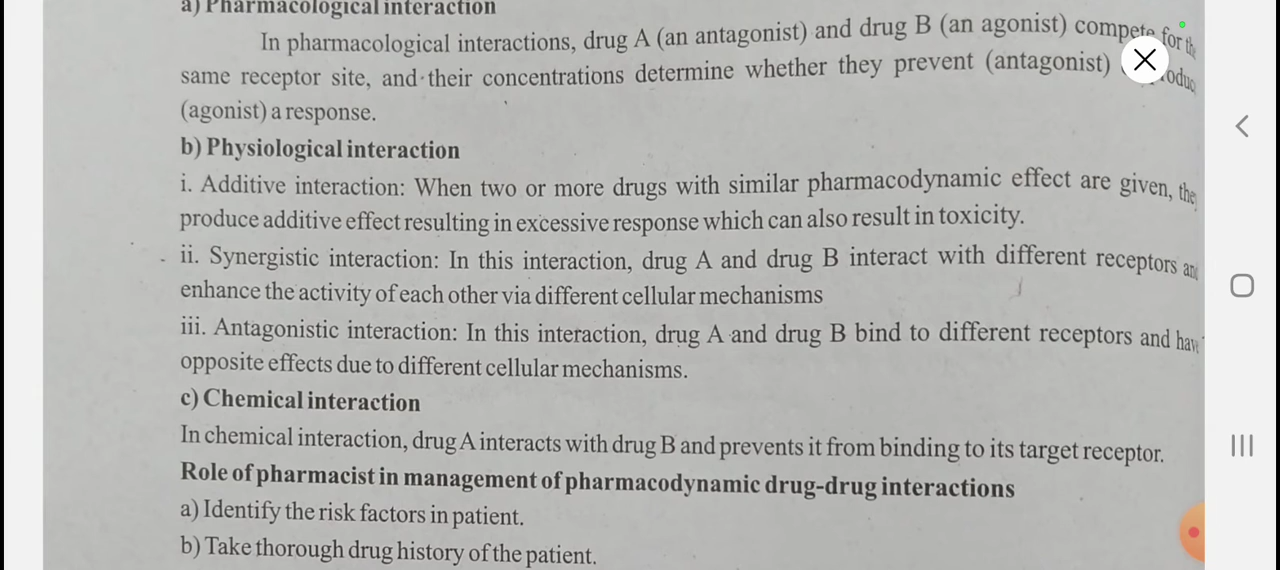 a) Pharmacological interaction
In pharmacological interactions, drug A (an antagonist) and drug B (an agonist) compete for the
same receptor site, and their concentrations determine whether they prevent (antagonist)
(agonist) a response.
b) Physiological interaction
i. Additive interaction: When two or more drugs with similar pharmacodynamic effect are given, they
produce additive effect resulting in excessive response which can also result in toxicity.
ii. Synergistic interaction: In this interaction, drug A and drug B interact with different receptors and
enhance the activity of each other via different cellular mechanisms
iii. Antagonistic interaction: In this interaction, drug A and drug B bind to different receptors and have
opposite effects due to different cellular mechanisms.
c) Chemical interaction
In chemical interaction, drug A interacts with drug B and prevents it from binding to its target receptor.
Role of pharmacist in management of pharmacodynamic drug-drug interactions
a) Identify the risk factors in patient.
b) Take thorough drug history of the patient.